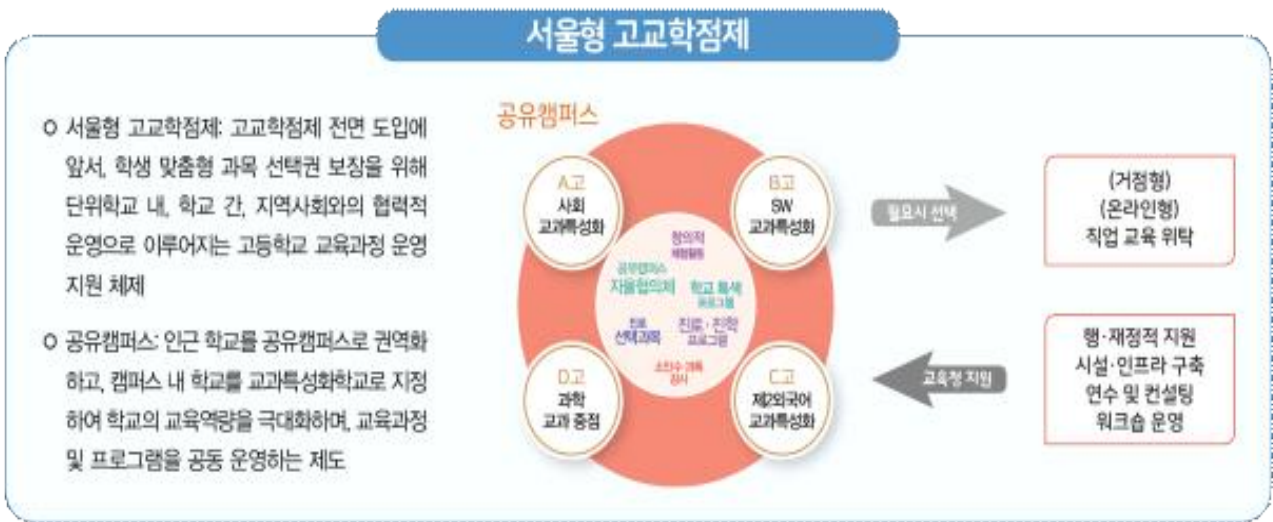 서울형 고교학점제
o 서울형 고교학점제: 고교학점제 전면 도입에
앞서, 학생 맞춤형 과목 선택권 보장을 위해
단위학교 내, 학교 간, 지역사회와의 협력적
운영으로 이루어지는 고등학교 교육과정 운영
지원 체제
o 공유캠퍼스: 인근 학교를 공유캠퍼스로 권역화
하고, 캠퍼스 내 학교를 교과특성화학교로 지정
하여 학교의 교육역량을 극대화하며, 교육과정
및 프로그램을 공동 운영하는 제도
공유캠퍼스
A고
사회
교과특성화
B고
SW
교과특성화
창의적
체험활동
공유캠퍼스
자율협의체
학교 특색
프로그램
진로
선택과목
진로·진학
프로그램
소인수 과목
강사
D고
과학
교과 중점
C고
제2외국어
교과특성화
필요시 선택
(거점형)
(온라인형)
직업 교육 위탁
교육청 지원
행·재정적 지원
시설·인프라 구축
연수 및 컨설팅
워크숍 운영